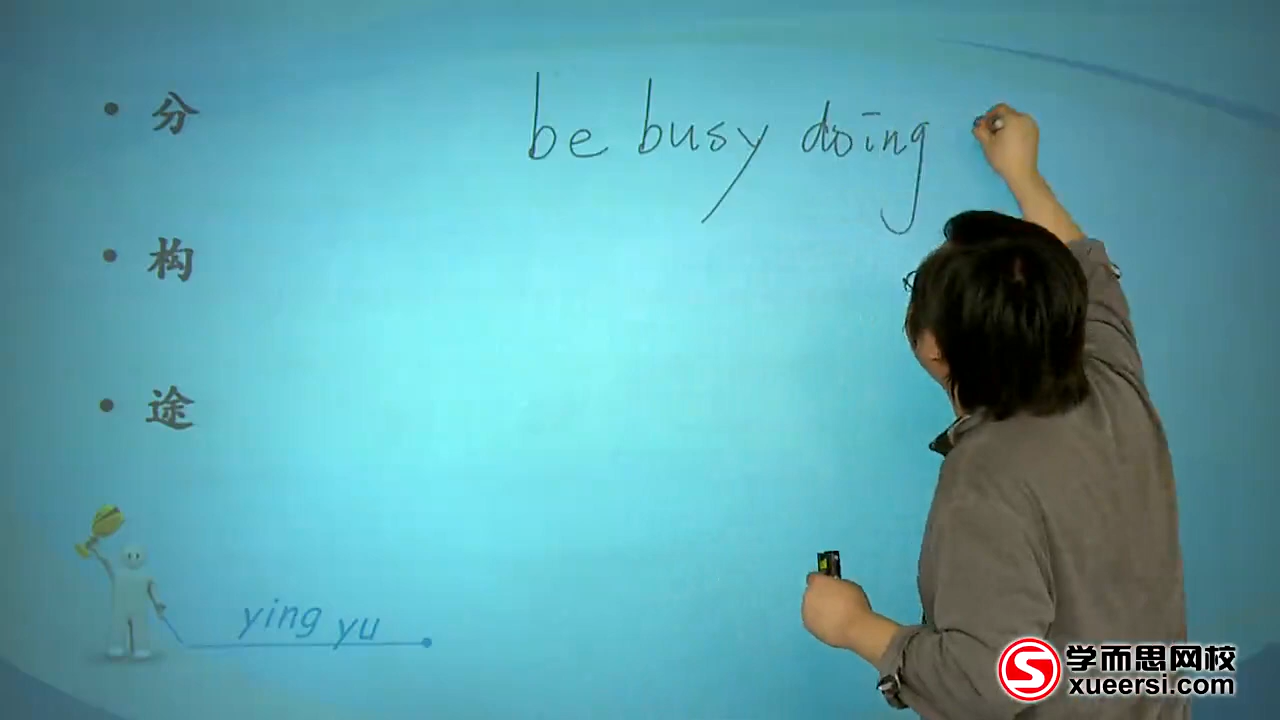 be busy doing
• 分
• 构
• 途
ying yu
学而思网校
xueersi.com